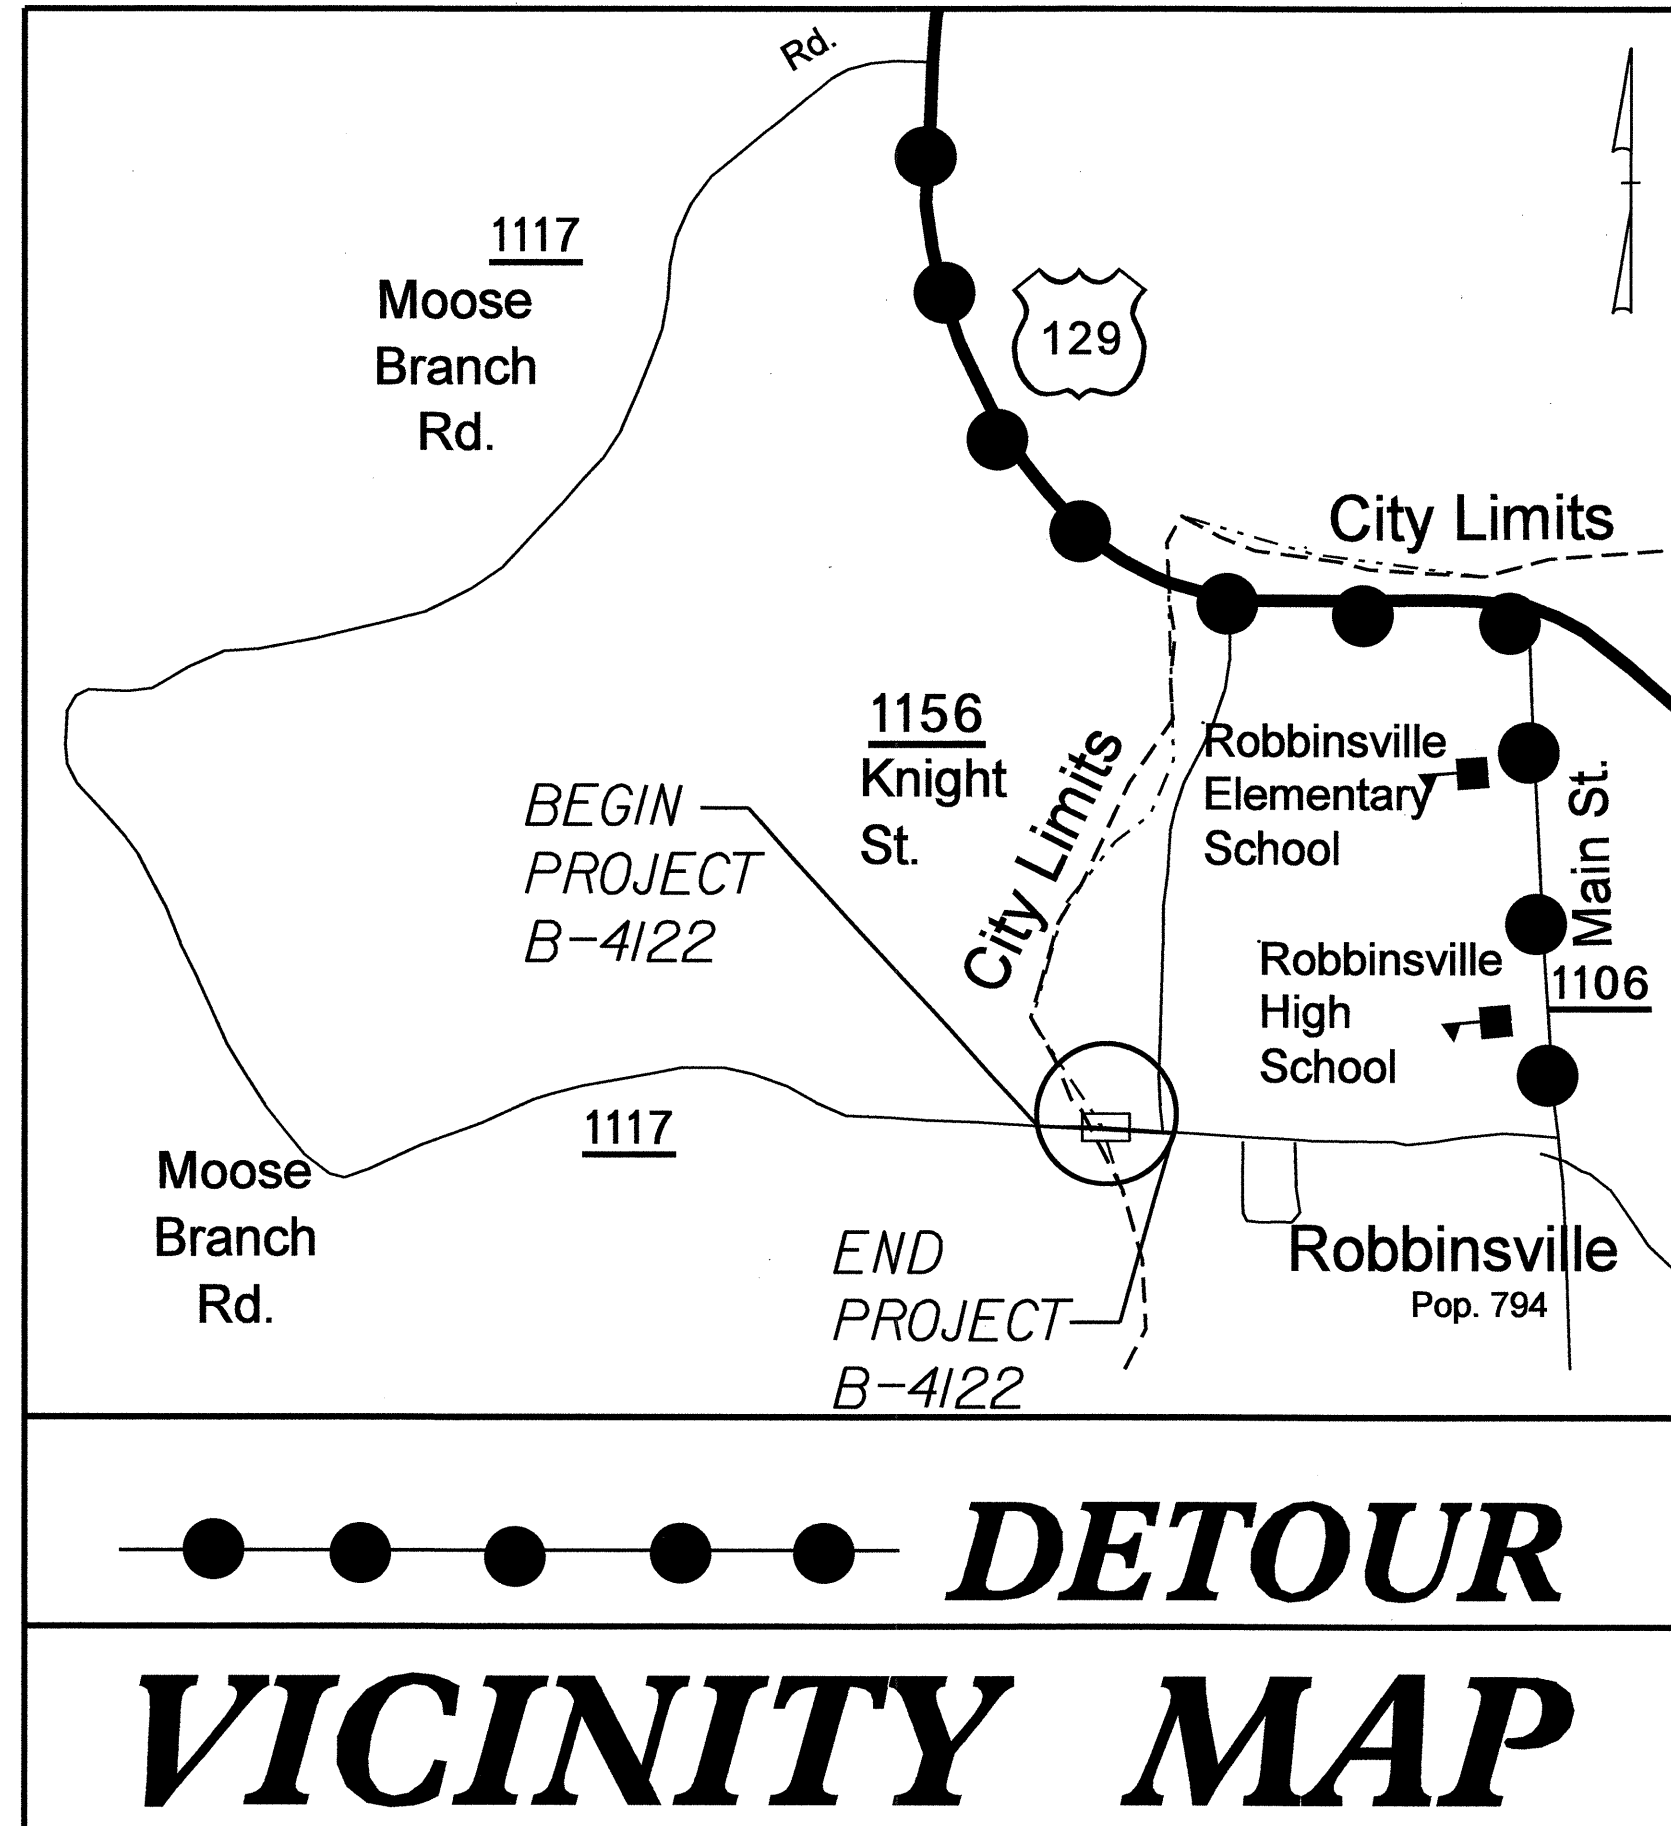 Rd.
1117
Moose
Branch
Rd.
129
City Limits
1156
Knight
St.
City Limits
Robbinsville
Elementary
School
Main St.
BEGIN
PROJECT
B-4122
Robbinsville
High
School
1106
1117
Moose
Branch
Rd.
END
PROJECT
B-4122
Robbinsville
Pop. 794
DETOUR
VICINITY MAP